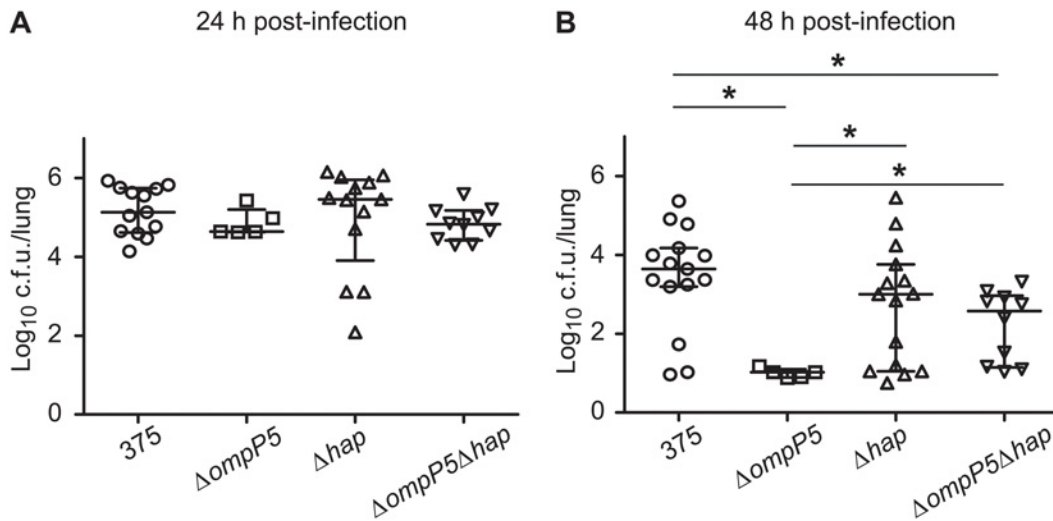 A
24 h post-infection
Log10 c.f.u./lung
6
4
2
0
375
ΔompP5
Δhap
ΔompP5Δhap
B
48 h post-infection
*
*
*
*
Log10 c.f.u./lung
6
4
2
0
375
ΔompP5
Δhap
ΔompP5Δhap